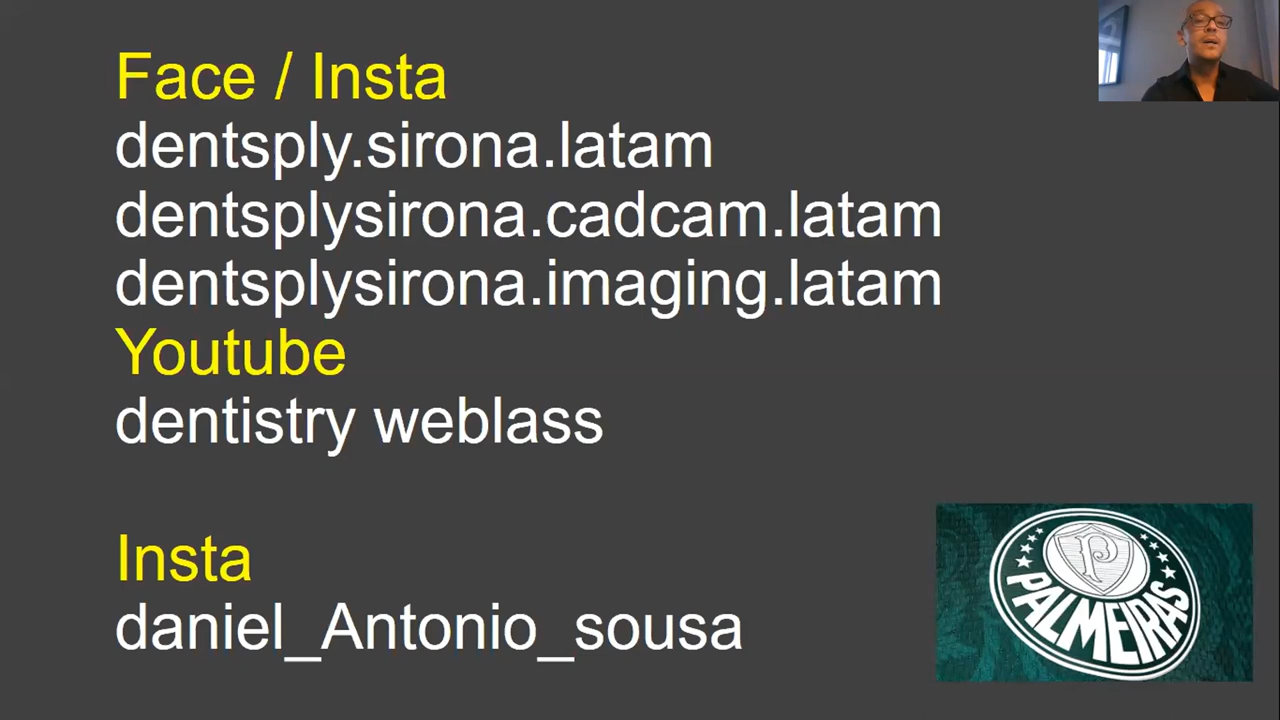 Face / Insta
dentsply.sirona.latam
dentsplysirona.cadcam.latam
dentsplysirona.imaging.latam
Youtube
dentistry weblass
Insta
daniel_Antonio_sousa
P
PALMEIRAS